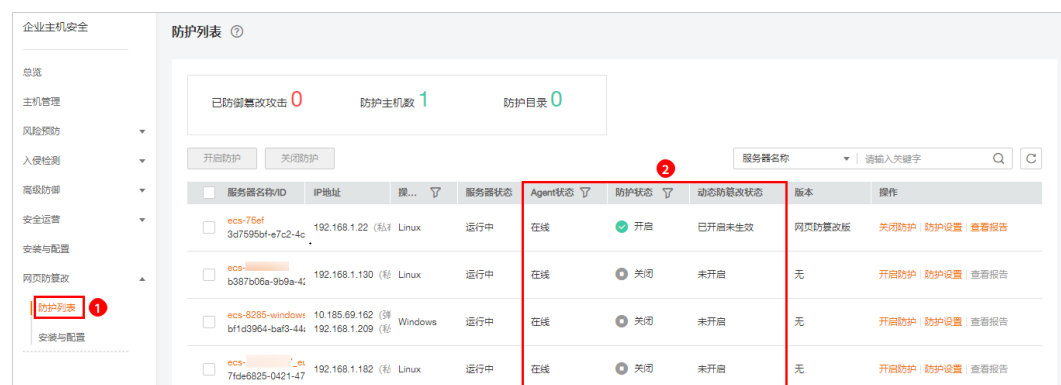 企业主机安全
总览
主机管理
风险预防
入侵检测
高级防御
安全运营
安装与配置
网页防篡改
防护列表
1
安装与配置
防护列表
已防御篡改攻击 0 防护主机数 1 防护目录 0
开启防护 关闭防护 服务器名称 请输入关键字
2
服务器名称/ID IP地址 操... 服务器状态 Agent状态 防护状态 动态防篡改状态 版本 操作
ecs-76ef
3d7595bf-e7c2-4c 192.168.1.22 (私 Linux 运行中 在线 开启 已开启未生效 网页防篡改版 关闭防护 防护设置 查看报告
ecs-
b387b06a-9b9a-42 192.168.1.130 (私 Linux 运行中 在线 关闭 未开启 无 开启防护 防护设置 查看报告
ecs-8285-windows 10.185.69.162 (弹
bf1d3964-baf3-44a 192.168.1.209 (私 Windows 运行中 在线 关闭 未开启 无 开启防护 防护设置 查看报告
ecs- _eu
7fde6825-0421-47 192.168.1.182 (私 Linux 运行中 在线 关闭 未开启 无 开启防护 防护设置 查看报告